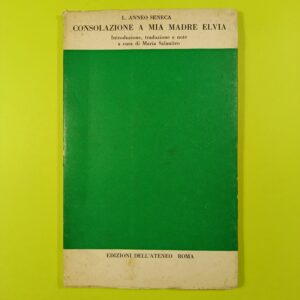 L. ANNEO SENECA
CONSOLAZIONE A MIA MADRE ELVIA
Introduzione, traduzione e note
a cura di Maria Salanitro
EDIZIONI DELL'ATENEO ROMA